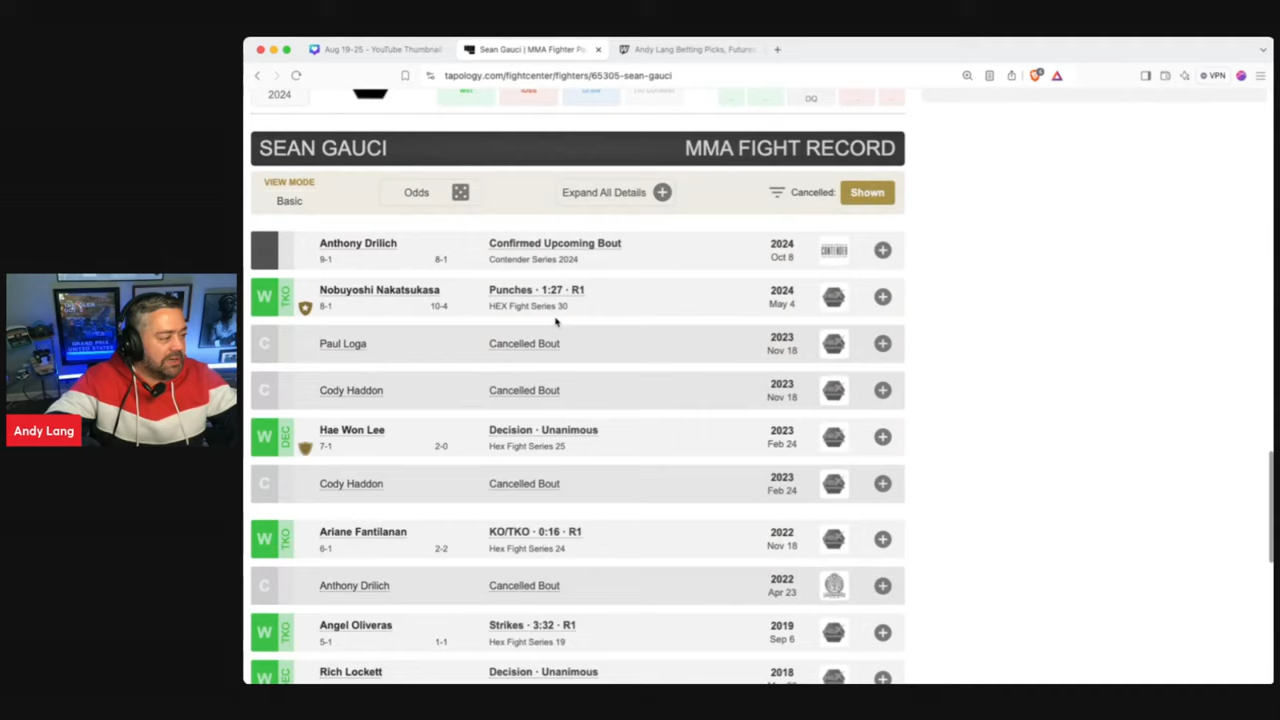 Aug 19-25 - YouTube Thumbnail
Sean Gauci | MMA Fighter Pa
Andy Lang Betting Picks, Futures
tapology.com/fightcenter/fighters/65305-sean-gauci
VPN
2024
DQ
SEAN GAUCI MMA FIGHT RECORD
VIEW MODE
Basic
Odds
Expand All Details
Cancelled:
Shown
Anthony Drilich Confirmed Upcoming Bout 2024
9-1 8-1 Contender Series 2024 Oct 8
CONTENDER
W TKO Nobuyoshi Nakatsukasa Punches · 1:27 · R1 2024
8-1 10-4 HEX Fight Series 30 May 4
C Paul Loga Cancelled Bout 2023
Nov 18
C Cody Haddon Cancelled Bout 2023
Nov 18
W DEC Hae Won Lee Decision · Unanimous 2023
7-1 2-0 Hex Fight Series 25 Feb 24
C Cody Haddon Cancelled Bout 2023
Feb 24
W TKO Ariane Fantilanan KO/TKO · 0:16 · R1 2022
6-1 2-2 Hex Fight Series 24 Nov 18
C Anthony Drilich Cancelled Bout 2022
Apr 23
W TKO Angel Oliveras Strikes · 3:32 · R1 2019
5-1 1-1 Hex Fight Series 19 Sep 6
W DEC Rich Lockett Decision · Unanimous 2018
Andy Lang
GRAND PRIX